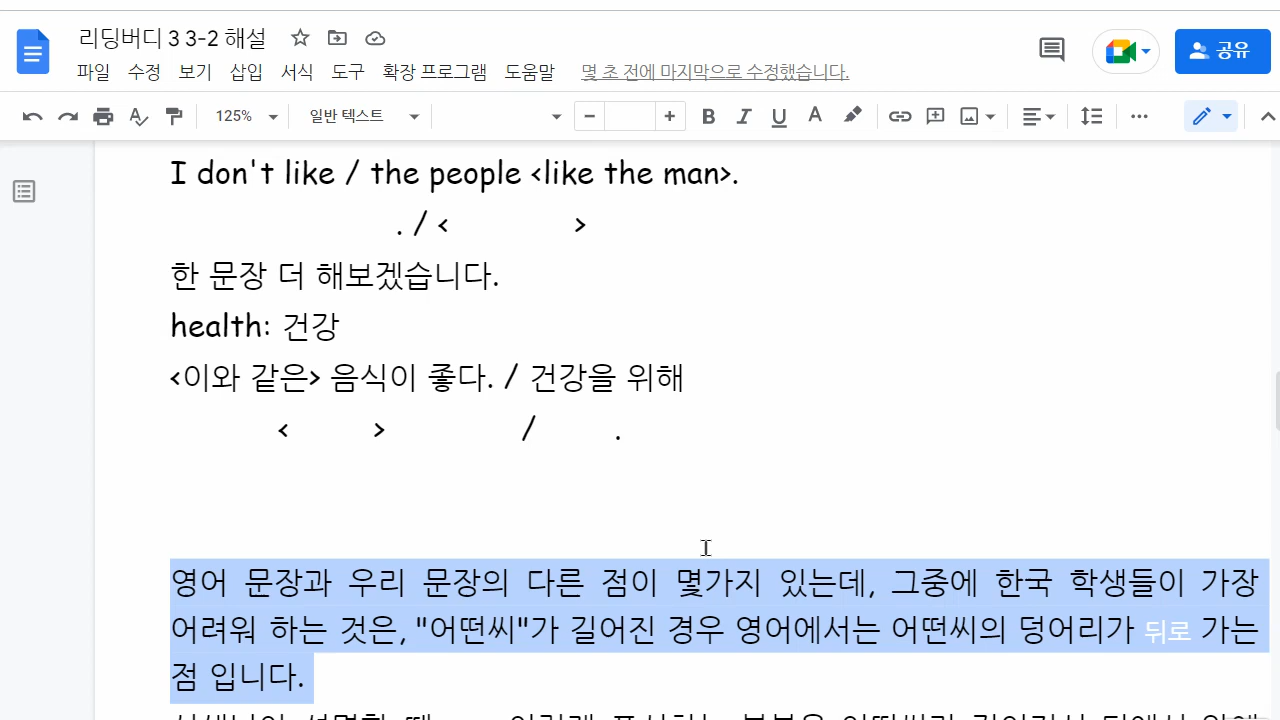 리딩버디 3 3-2 해설
공유
파일 수정 보기 삽입 서식 도구 확장 프로그램 도움말 몇 초 전에 마지막으로 수정했습니다.
125% 일반 텍스트 − + B I U A
I don't like / the people <like the man>.
. / < >
한 문장 더 해보겠습니다.
health: 건강
<이와 같은> 음식이 좋다. / 건강을 위해
< > / .
영어 문장과 우리 문장의 다른 점이 몇가지 있는데, 그중에 한국 학생들이 가장
어려워 하는 것은, "어떤씨"가 길어진 경우 영어에서는 어떤씨의 덩어리가 뒤로 가는
점 입니다.